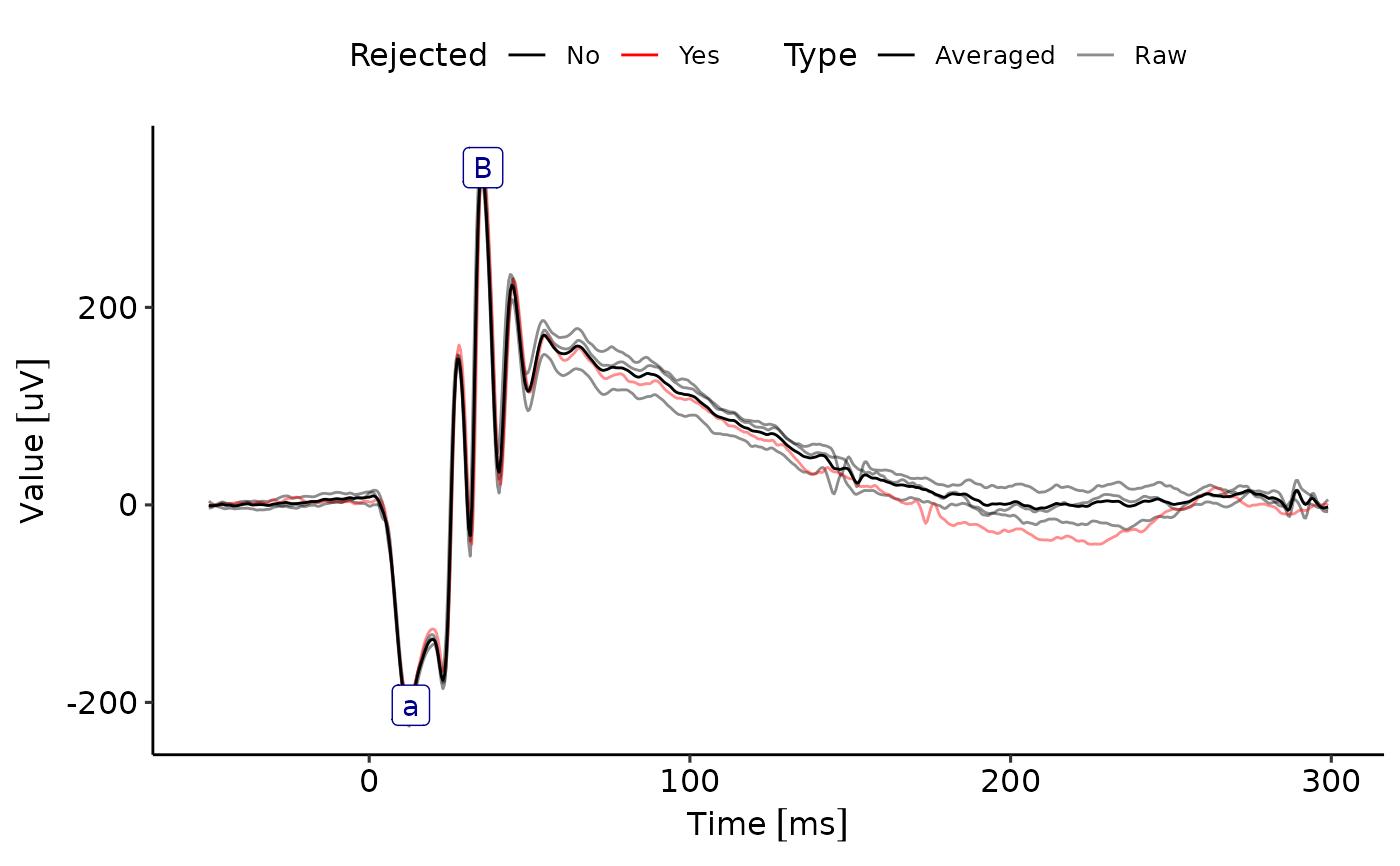 Rejected No Yes Type Averaged Raw
B
200
0
-200
a
Value [uV]
0 100 200 300
Time [ms]